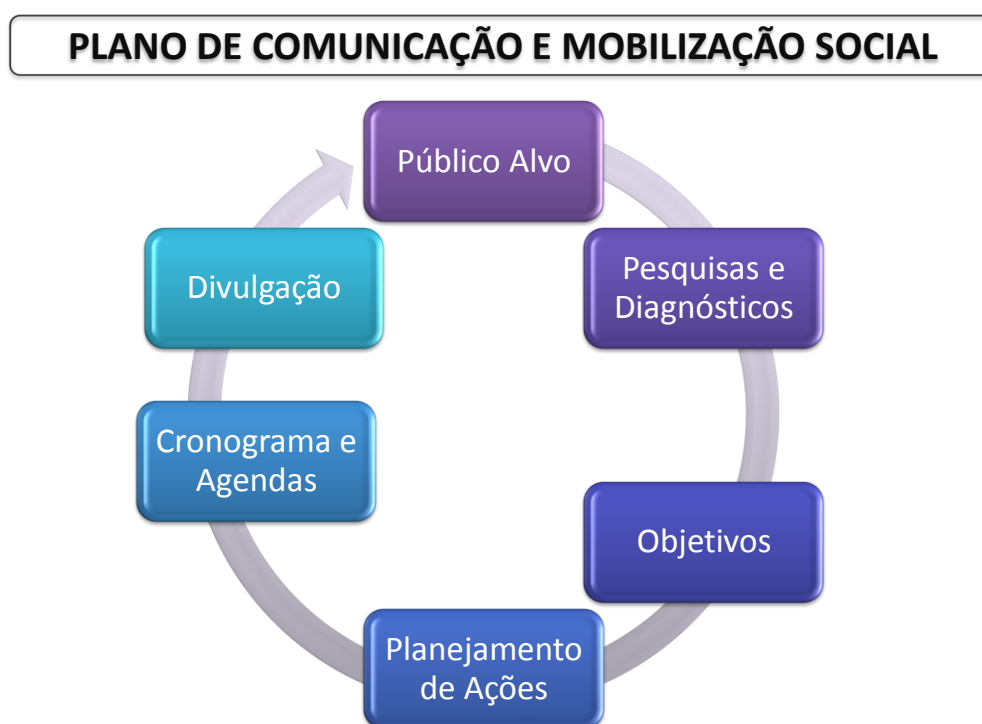 PLANO DE COMUNICAÇÃO E MOBILIZAÇÃO SOCIAL
Público Alvo
Pesquisas e
Diagnósticos
Objetivos
Planejamento
de Ações
Cronograma e
Agendas
Divulgação